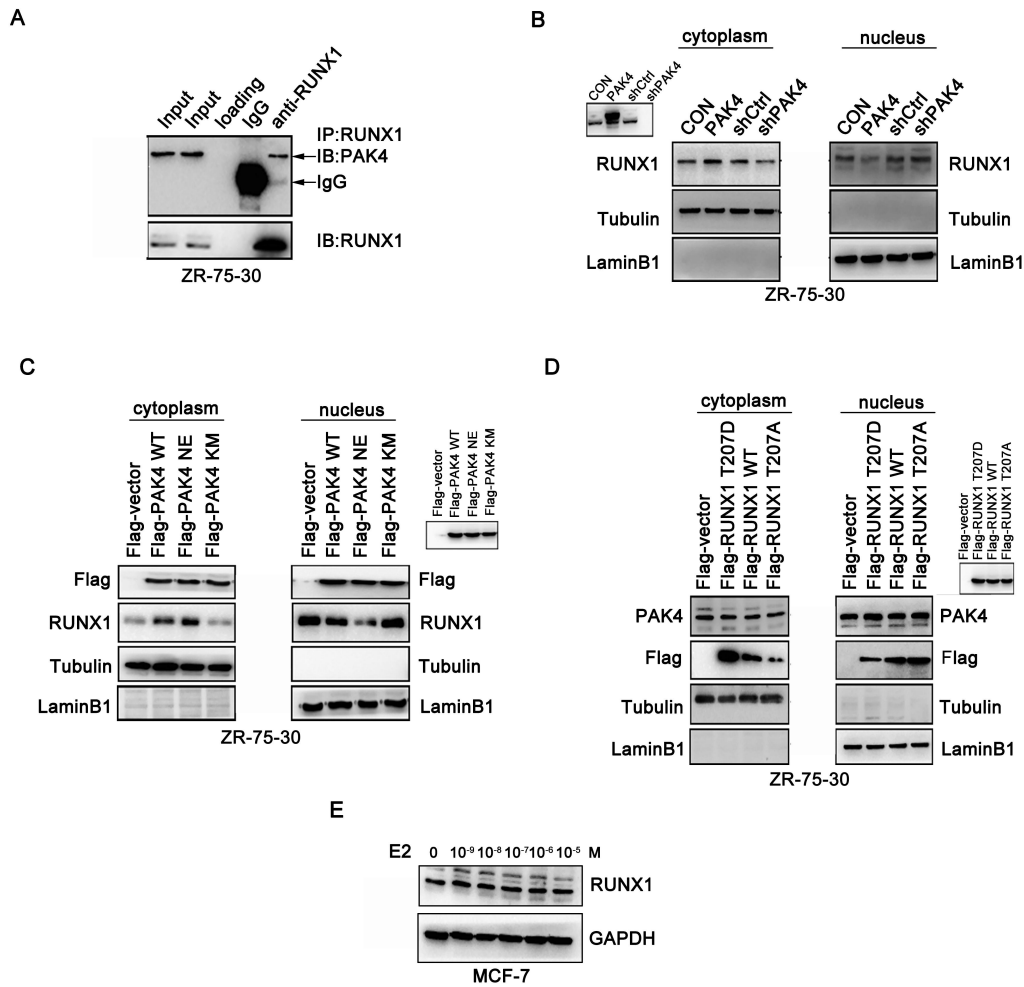 A
Input
Input
loading
IgG
anti-RUNX1
IP:RUNX1
IB:PAK4
IgG
IB:RUNX1
ZR-75-30
B
cytoplasm
nucleus
CON
PAK4
shCtrl
shPAK4
CON
PAK4
shCtrl
shPAK4
CON
PAK4
shCtrl
shPAK4
RUNX1
RUNX1
Tubulin
Tubulin
LaminB1
LaminB1
ZR-75-30
C
cytoplasm
nucleus
Flag-vector
Flag-PAK4 WT
Flag-PAK4 NE
Flag-PAK4 KM
Flag-vector
Flag-PAK4 WT
Flag-PAK4 NE
Flag-PAK4 KM
Flag-vector
Flag-PAK4 WT
Flag-PAK4 NE
Flag-PAK4 KM
Flag
Flag
RUNX1
RUNX1
Tubulin
Tubulin
LaminB1
LaminB1
ZR-75-30
D
cytoplasm
nucleus
Flag-vector
Flag-RUNX1 T207D
Flag-RUNX1 WT
Flag-RUNX1 T207A
Flag-vector
Flag-RUNX1 T207D
Flag-RUNX1 WT
Flag-RUNX1 T207A
Flag-vector
Flag-RUNX1 T207D
Flag-RUNX1 WT
Flag-RUNX1 T207A
PAK4
PAK4
Flag
Flag
Tubulin
Tubulin
LaminB1
LaminB1
ZR-75-30
E
E2 0 10⁻⁹ 10⁻⁸ 10⁻⁷ 10⁻⁶ 10⁻⁵ M
RUNX1
GAPDH
MCF-7